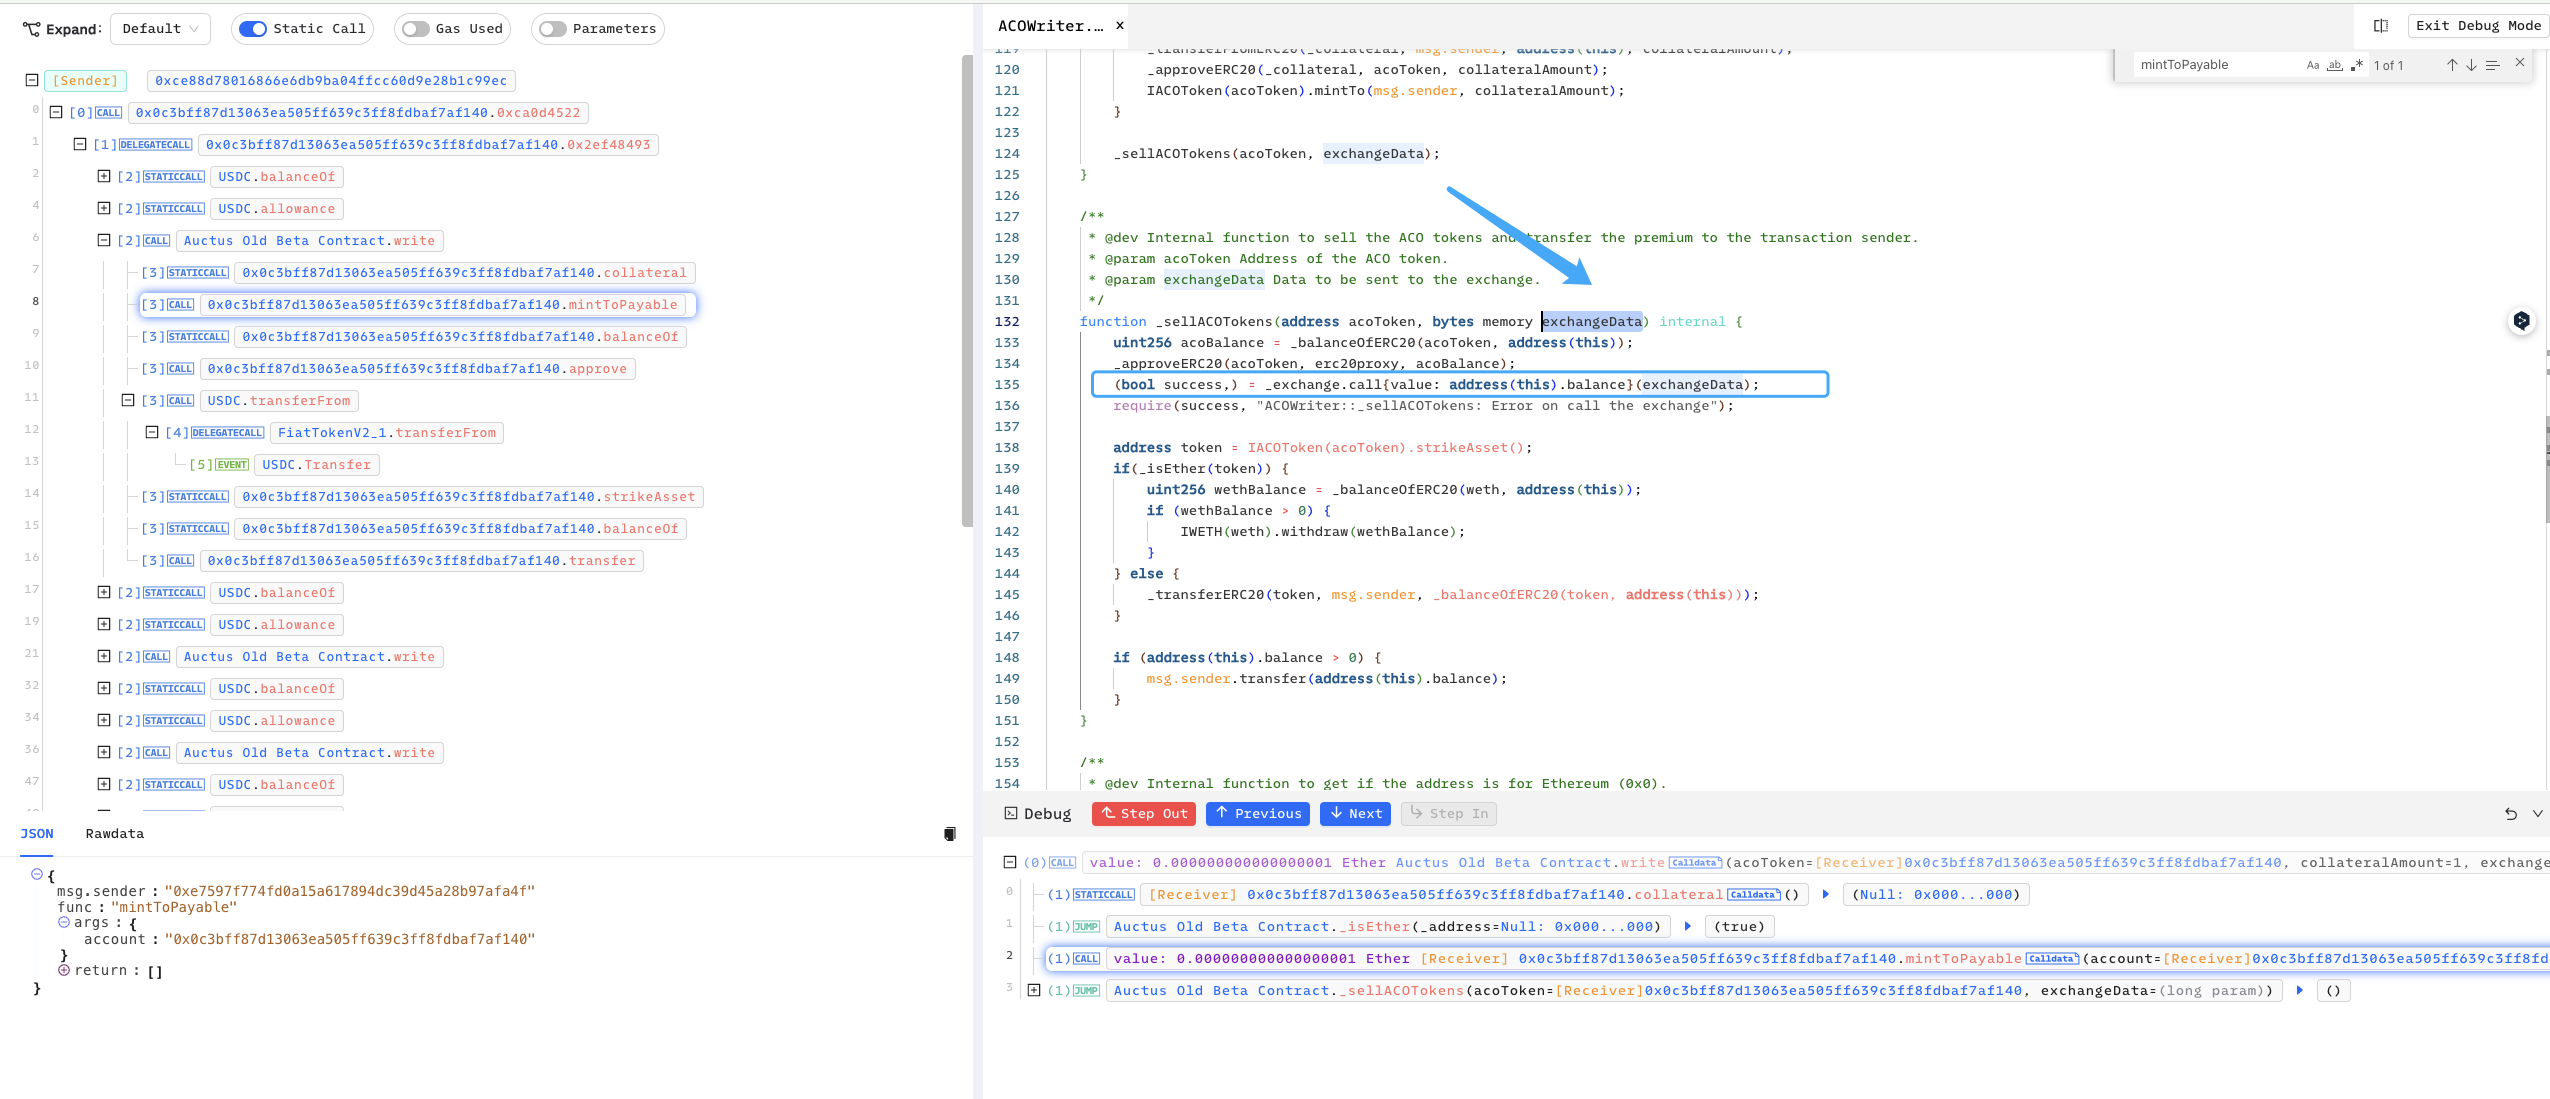 Expand:
Default
Static Call
Gas Used
Parameters
[Sender] 0xce88d78016866e6db9ba04ffcc60d9e28b1c99ec
0 [0]CALL 0x0c3bff87d13063ea505ff639c3ff8fdbaf7af140.0xca0d4522
1 [1]DELEGATECALL 0x0c3bff87d13063ea505ff639c3ff8fdbaf7af140.0x2ef48493
2 [2]STATICCALL USDC.balanceOf
4 [2]STATICCALL USDC.allowance
6 [2]CALL Auctus Old Beta Contract.write
7 [3]STATICCALL 0x0c3bff87d13063ea505ff639c3ff8fdbaf7af140.collateral
8 [3]CALL 0x0c3bff87d13063ea505ff639c3ff8fdbaf7af140.mintToPayable
9 [3]STATICCALL 0x0c3bff87d13063ea505ff639c3ff8fdbaf7af140.balanceOf
10 [3]CALL 0x0c3bff87d13063ea505ff639c3ff8fdbaf7af140.approve
11 [3]CALL USDC.transferFrom
12 [4]DELEGATECALL FiatTokenV2_1.transferFrom
13 [5]EVENT USDC.Transfer
14 [3]STATICCALL 0x0c3bff87d13063ea505ff639c3ff8fdbaf7af140.strikeAsset
15 [3]STATICCALL 0x0c3bff87d13063ea505ff639c3ff8fdbaf7af140.balanceOf
16 [3]CALL 0x0c3bff87d13063ea505ff639c3ff8fdbaf7af140.transfer
17 [2]STATICCALL USDC.balanceOf
19 [2]STATICCALL USDC.allowance
21 [2]CALL Auctus Old Beta Contract.write
32 [2]STATICCALL USDC.balanceOf
34 [2]STATICCALL USDC.allowance
36 [2]CALL Auctus Old Beta Contract.write
47 [2]STATICCALL USDC.balanceOf
JSON
Rawdata
{
msg.sender : "0xe7597f774fd0a15a617894dc39d45a28b97afa4f"
func : "mintToPayable"
args : {
account : "0x0c3bff87d13063ea505ff639c3ff8fdbaf7af140"
}
return : []
}
ACOWriter.... ×
Exit Debug Mode
mintToPayable
Aa ab .*
1 of 1
119 _transferFromERC20(_collateral, msg.sender, address(this), collateralAmount);
120 _approveERC20(_collateral, acoToken, collateralAmount);
121 IACOToken(acoToken).mintTo(msg.sender, collateralAmount);
122 }
123
124 _sellACOTokens(acoToken, exchangeData);
125 }
126
127 /**
128 * @dev Internal function to sell the ACO tokens and transfer the premium to the transaction sender.
129 * @param acoToken Address of the ACO token.
130 * @param exchangeData Data to be sent to the exchange.
131 */
132 function _sellACOTokens(address acoToken, bytes memory exchangeData) internal {
133 uint256 acoBalance = _balanceOfERC20(acoToken, address(this));
134 _approveERC20(acoToken, erc20proxy, acoBalance);
135 (bool success,) = _exchange.call{value: address(this).balance}(exchangeData);
136 require(success, "ACOWriter::_sellACOTokens: Error on call the exchange");
137
138 address token = IACOToken(acoToken).strikeAsset();
139 if(_isEther(token)) {
140 uint256 wethBalance = _balanceOfERC20(weth, address(this));
141 if (wethBalance > 0) {
142 IWETH(weth).withdraw(wethBalance);
143 }
144 } else {
145 _transferERC20(token, msg.sender, _balanceOfERC20(token, address(this)));
146 }
147
148 if (address(this).balance > 0) {
149 msg.sender.transfer(address(this).balance);
150 }
151 }
152
153 /**
154 * @dev Internal function to get if the address is for Ethereum (0x0).
Debug
Step Out
Previous
Next
Step In
(0)CALL value: 0.000000000000000001 Ether Auctus Old Beta Contract.write Calldata (acoToken=[Receiver]0x0c3bff87d13063ea505ff639c3ff8fdbaf7af140, collateralAmount=1, exchange
0 (1)STATICCALL [Receiver] 0x0c3bff87d13063ea505ff639c3ff8fdbaf7af140.collateral Calldata () (Null: 0x000...000)
1 (1)JUMP Auctus Old Beta Contract._isEther(_address=Null: 0x000...000) (true)
2 (1)CALL value: 0.000000000000000001 Ether [Receiver] 0x0c3bff87d13063ea505ff639c3ff8fdbaf7af140.mintToPayable Calldata (account=[Receiver]0x0c3bff87d13063ea505ff639c3ff8fd
3 (1)JUMP Auctus Old Beta Contract._sellACOTokens(acoToken=[Receiver]0x0c3bff87d13063ea505ff639c3ff8fdbaf7af140, exchangeData=(long param)) ()